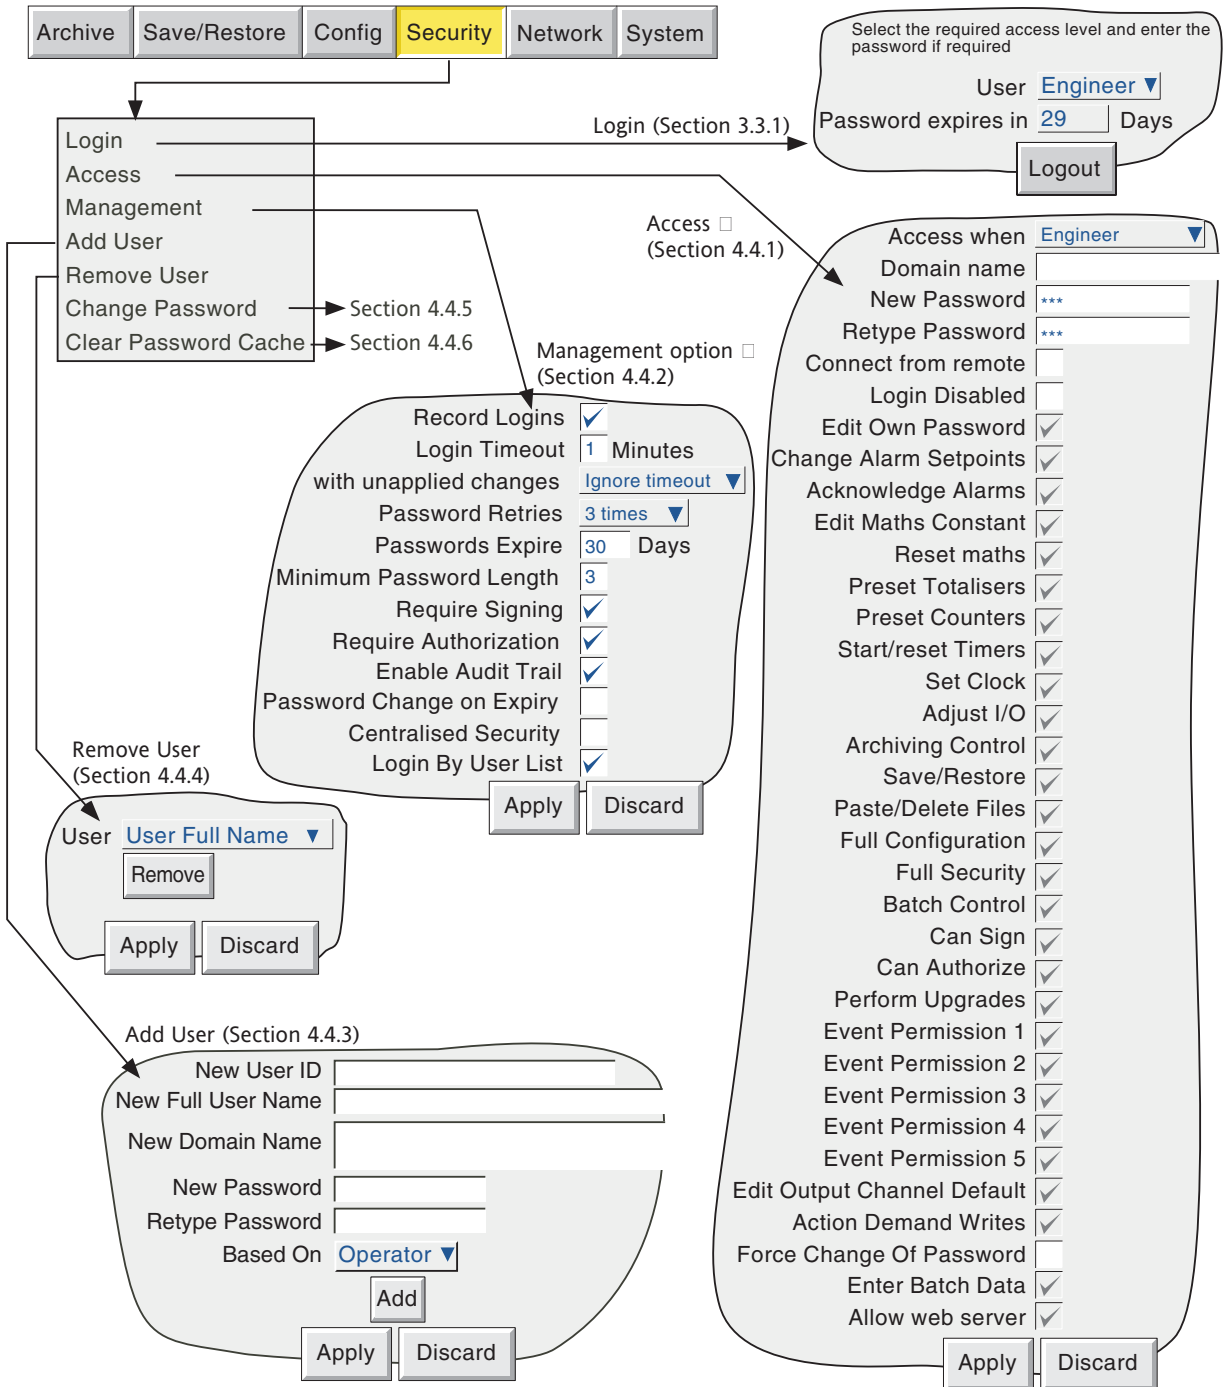 Archive Save/Restore Config Security Network System
Select the required access level and enter the
password if required
User Engineer
Password expires in 29 Days
Logout
Login (Section 3.3.1)
Login
Access
Management
Add User
Remove User
Change Password
Clear Password Cache
Section 4.4.5
Section 4.4.6
Access
(Section 4.4.1)
Access when Engineer
Domain name
New Password ***
Retype Password ***
Connect from remote
Login Disabled
Edit Own Password
Change Alarm Setpoints
Acknowledge Alarms
Edit Maths Constant
Reset maths
Preset Totalisers
Preset Counters
Start/reset Timers
Set Clock
Adjust I/O
Archiving Control
Save/Restore
Paste/Delete Files
Full Configuration
Full Security
Batch Control
Can Sign
Can Authorize
Perform Upgrades
Event Permission 1
Event Permission 2
Event Permission 3
Event Permission 4
Event Permission 5
Edit Output Channel Default
Action Demand Writes
Force Change Of Password
Enter Batch Data
Allow web server
Apply Discard
Management option
(Section 4.4.2)
Record Logins
Login Timeout 1 Minutes
with unapplied changes Ignore timeout
Password Retries 3 times
Passwords Expire 30 Days
Minimum Password Length 3
Require Signing
Require Authorization
Enable Audit Trail
Password Change on Expiry
Centralised Security
Login By User List
Apply Discard
Remove User
(Section 4.4.4)
User User Full Name
Remove
Apply Discard
Add User (Section 4.4.3)
New User ID
New Full User Name
New Domain Name
New Password
Retype Password
Based On Operator
Add
Apply Discard